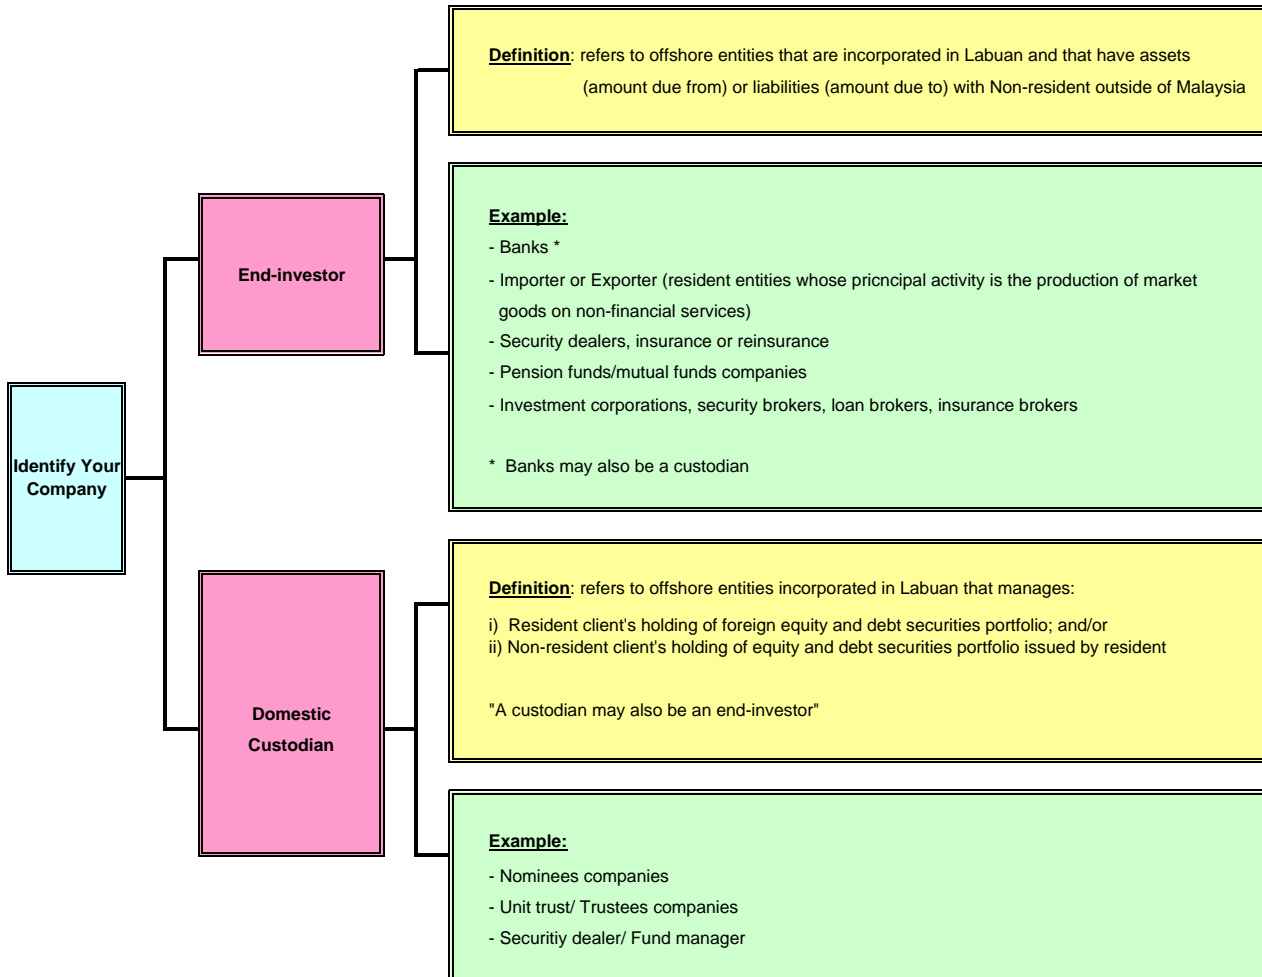 Identify Your
Company
End-investor
Definition: refers to offshore entities that are incorporated in Labuan and that have assets
(amount due from) or liabilities (amount due to) with Non-resident outside of Malaysia
Example:
- Banks *
- Importer or Exporter (resident entities whose pricncipal activity is the production of market
goods on non-financial services)
- Security dealers, insurance or reinsurance
- Pension funds/mutual funds companies
- Investment corporations, security brokers, loan brokers, insurance brokers
* Banks may also be a custodian
Domestic
Custodian
Definition: refers to offshore entities incorporated in Labuan that manages:
i) Resident client's holding of foreign equity and debt securities portfolio; and/or
ii) Non-resident client's holding of equity and debt securities portfolio issued by resident
"A custodian may also be an end-investor"
Example:
- Nominees companies
- Unit trust/ Trustees companies
- Securitiy dealer/ Fund manager